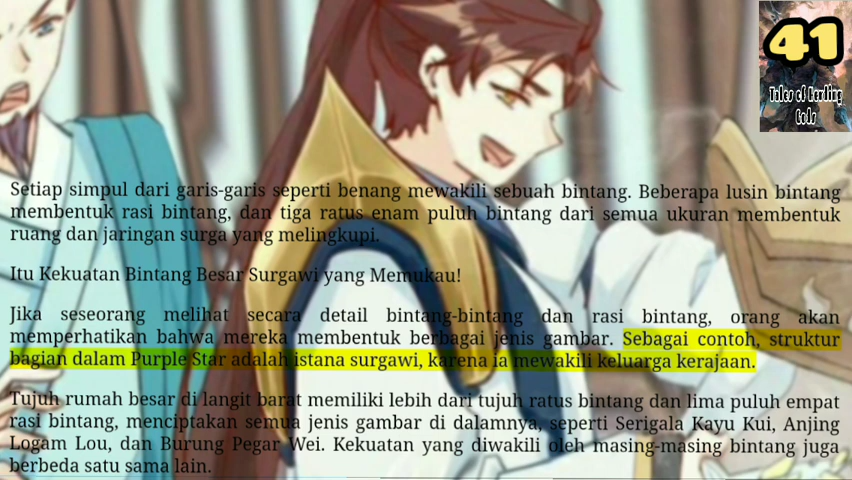 41
Tales of Herding
Gods
Setiap simpul dari garis-garis seperti benang mewakili sebuah bintang. Beberapa lusin bintang
membentuk rasi bintang, dan tiga ratus enam puluh bintang dari semua ukuran membentuk
ruang dan jaringan surga yang melingkupi.
Itu Kekuatan Bintang Besar Surgawi yang Memukau!
Jika seseorang melihat secara detail bintang-bintang dan rasi bintang, orang akan
memperhatikan bahwa mereka membentuk berbagai jenis gambar. Sebagai contoh, struktur
bagian dalam Purple Star adalah istana surgawi, karena ia mewakili keluarga kerajaan.
Tujuh rumah besar di langit barat memiliki lebih dari tujuh ratus bintang dan lima puluh empat
rasi bintang, menciptakan semua jenis gambar di dalamnya, seperti Serigala Kayu Kui, Anjing
Logam Lou, dan Burung Pegar Wei. Kekuatan yang diwakili oleh masing-masing bintang juga
berbeda satu sama lain.